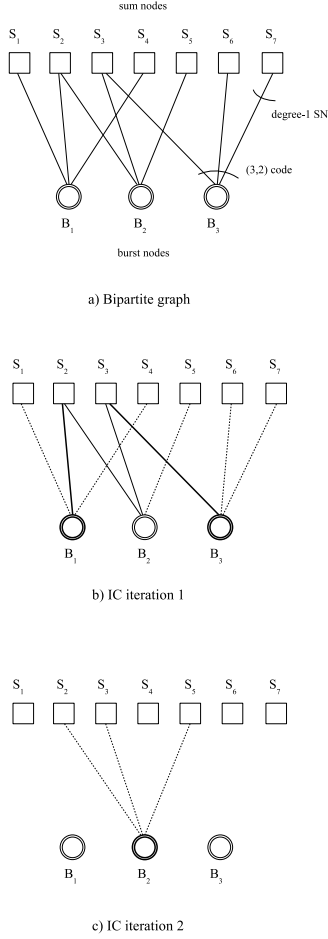 sum nodes
S1 S2 S3 S4 S5 S6 S7
degree-1 SN
(3,2) code
B1 B2 B3
burst nodes
a) Bipartite graph
S1 S2 S3 S4 S5 S6 S7
B1 B2 B3
b) IC iteration 1
S1 S2 S3 S4 S5 S6 S7
B1 B2 B3
c) IC iteration 2